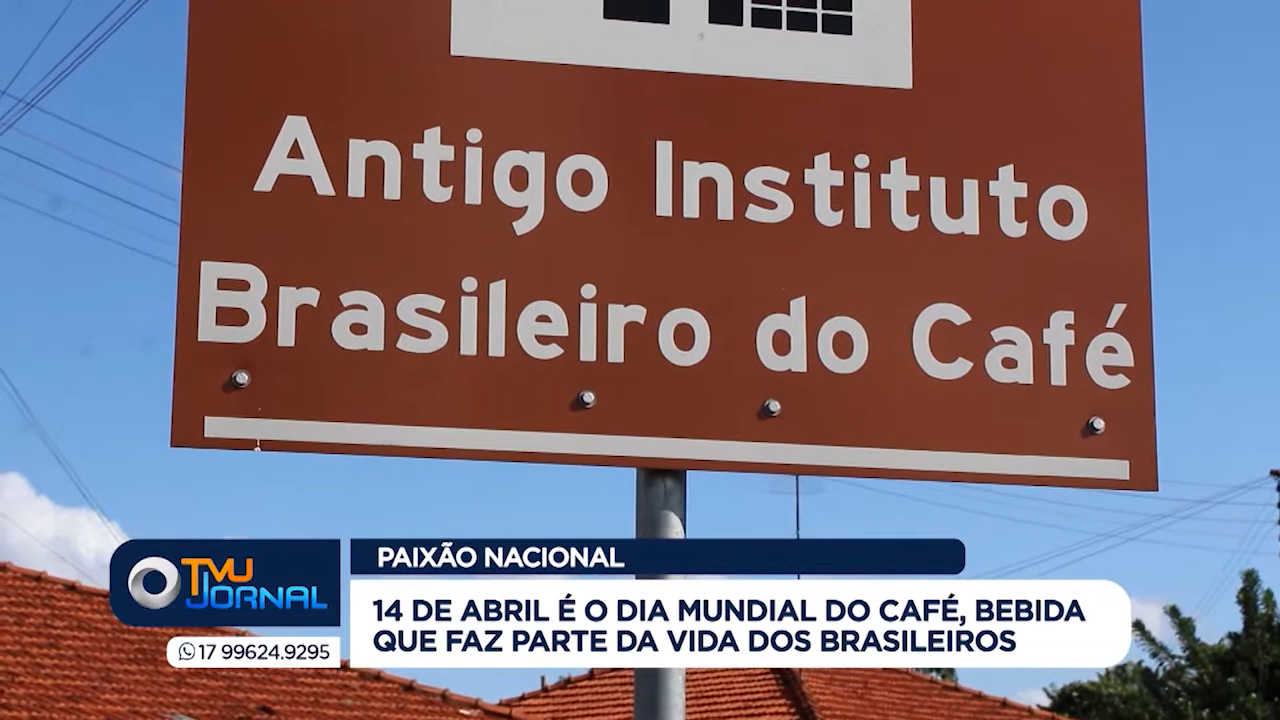 Antigo Instituto
Brasileiro do Café
TVU
JORNAL
PAIXÃO NACIONAL
14 DE ABRIL É O DIA MUNDIAL DO CAFÉ, BEBIDA
QUE FAZ PARTE DA VIDA DOS BRASILEIROS
17 99624.9295